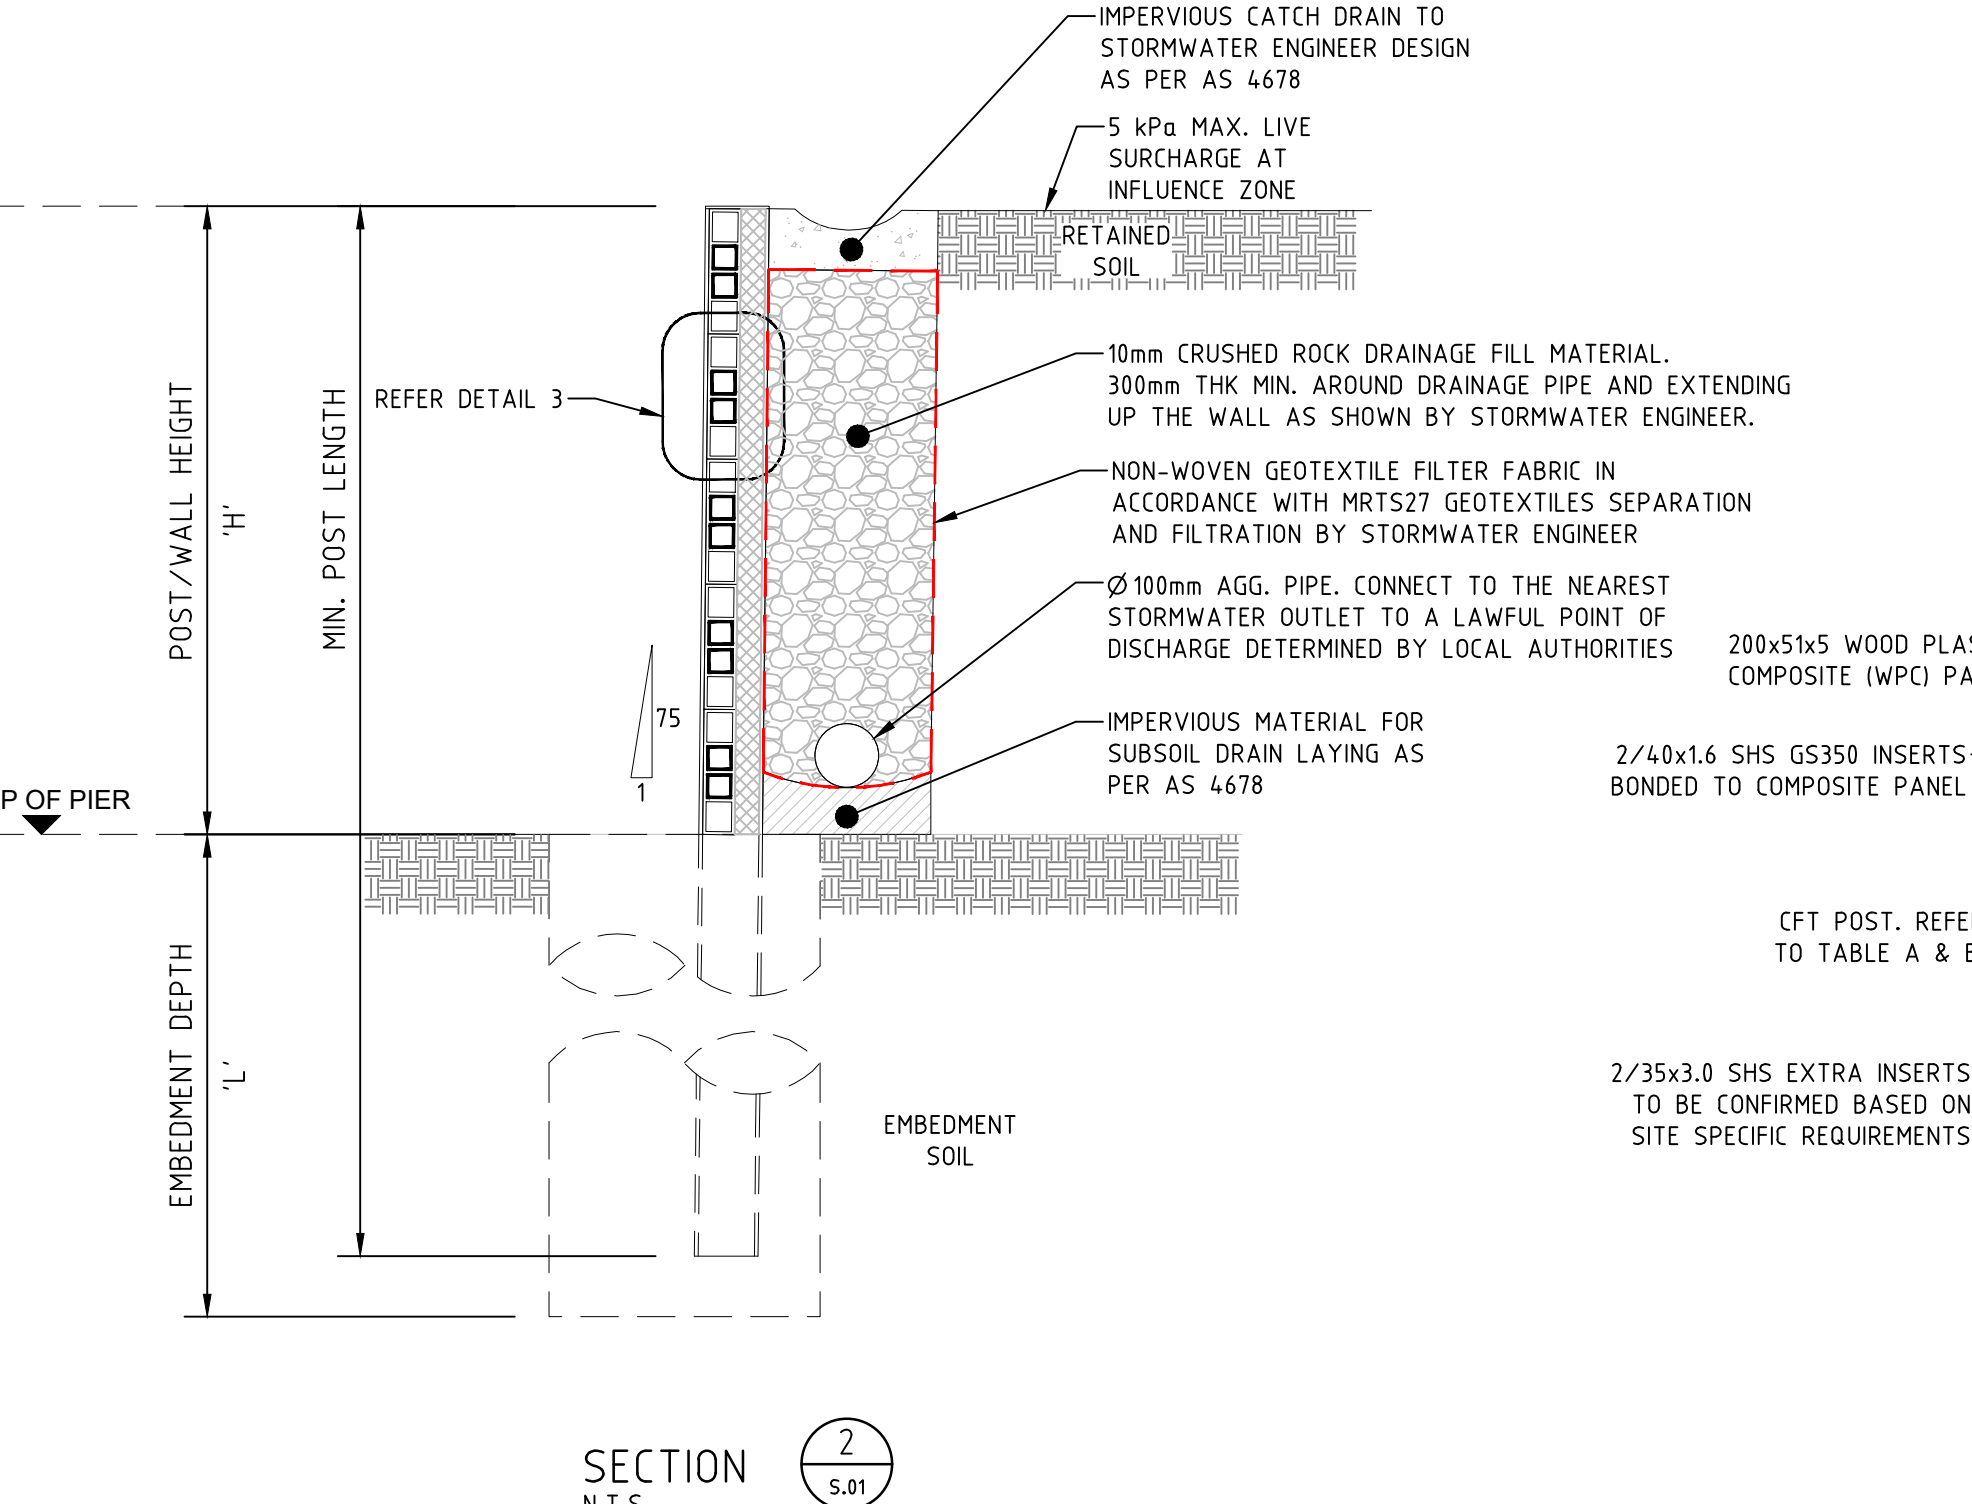 IMPERVIOUS CATCH DRAIN TO
STORMWATER ENGINEER DESIGN
AS PER AS 4678
5 kPa MAX. LIVE
SURCHARGE AT
INFLUENCE ZONE
RETAINED
SOIL
10mm CRUSHED ROCK DRAINAGE FILL MATERIAL.
300mm THK MIN. AROUND DRAINAGE PIPE AND EXTENDING
UP THE WALL AS SHOWN BY STORMWATER ENGINEER.
REFER DETAIL 3
POST/WALL HEIGHT
'H'
MIN. POST LENGTH
NON-WOVEN GEOTEXTILE FILTER FABRIC IN
ACCORDANCE WITH MRTS27 GEOTEXTILES SEPARATION
AND FILTRATION BY STORMWATER ENGINEER
Ø100mm AGG. PIPE. CONNECT TO THE NEAREST
STORMWATER OUTLET TO A LAWFUL POINT OF
DISCHARGE DETERMINED BY LOCAL AUTHORITIES
200x51x5 WOOD PLAS
COMPOSITE (WPC) PA
75
1
IMPERVIOUS MATERIAL FOR
SUBSOIL DRAIN LAYING AS
PER AS 4678
2/40x1.6 SHS GS350 INSERTS
BONDED TO COMPOSITE PANEL
P OF PIER
CFT POST. REFE
TO TABLE A &
EMBEDMENT DEPTH
'L'
2/35x3.0 SHS EXTRA INSERTS
TO BE CONFIRMED BASED ON
SITE SPECIFIC REQUIREMENTS
EMBEDMENT
SOIL
SECTION
N.T.S.
2
S.01